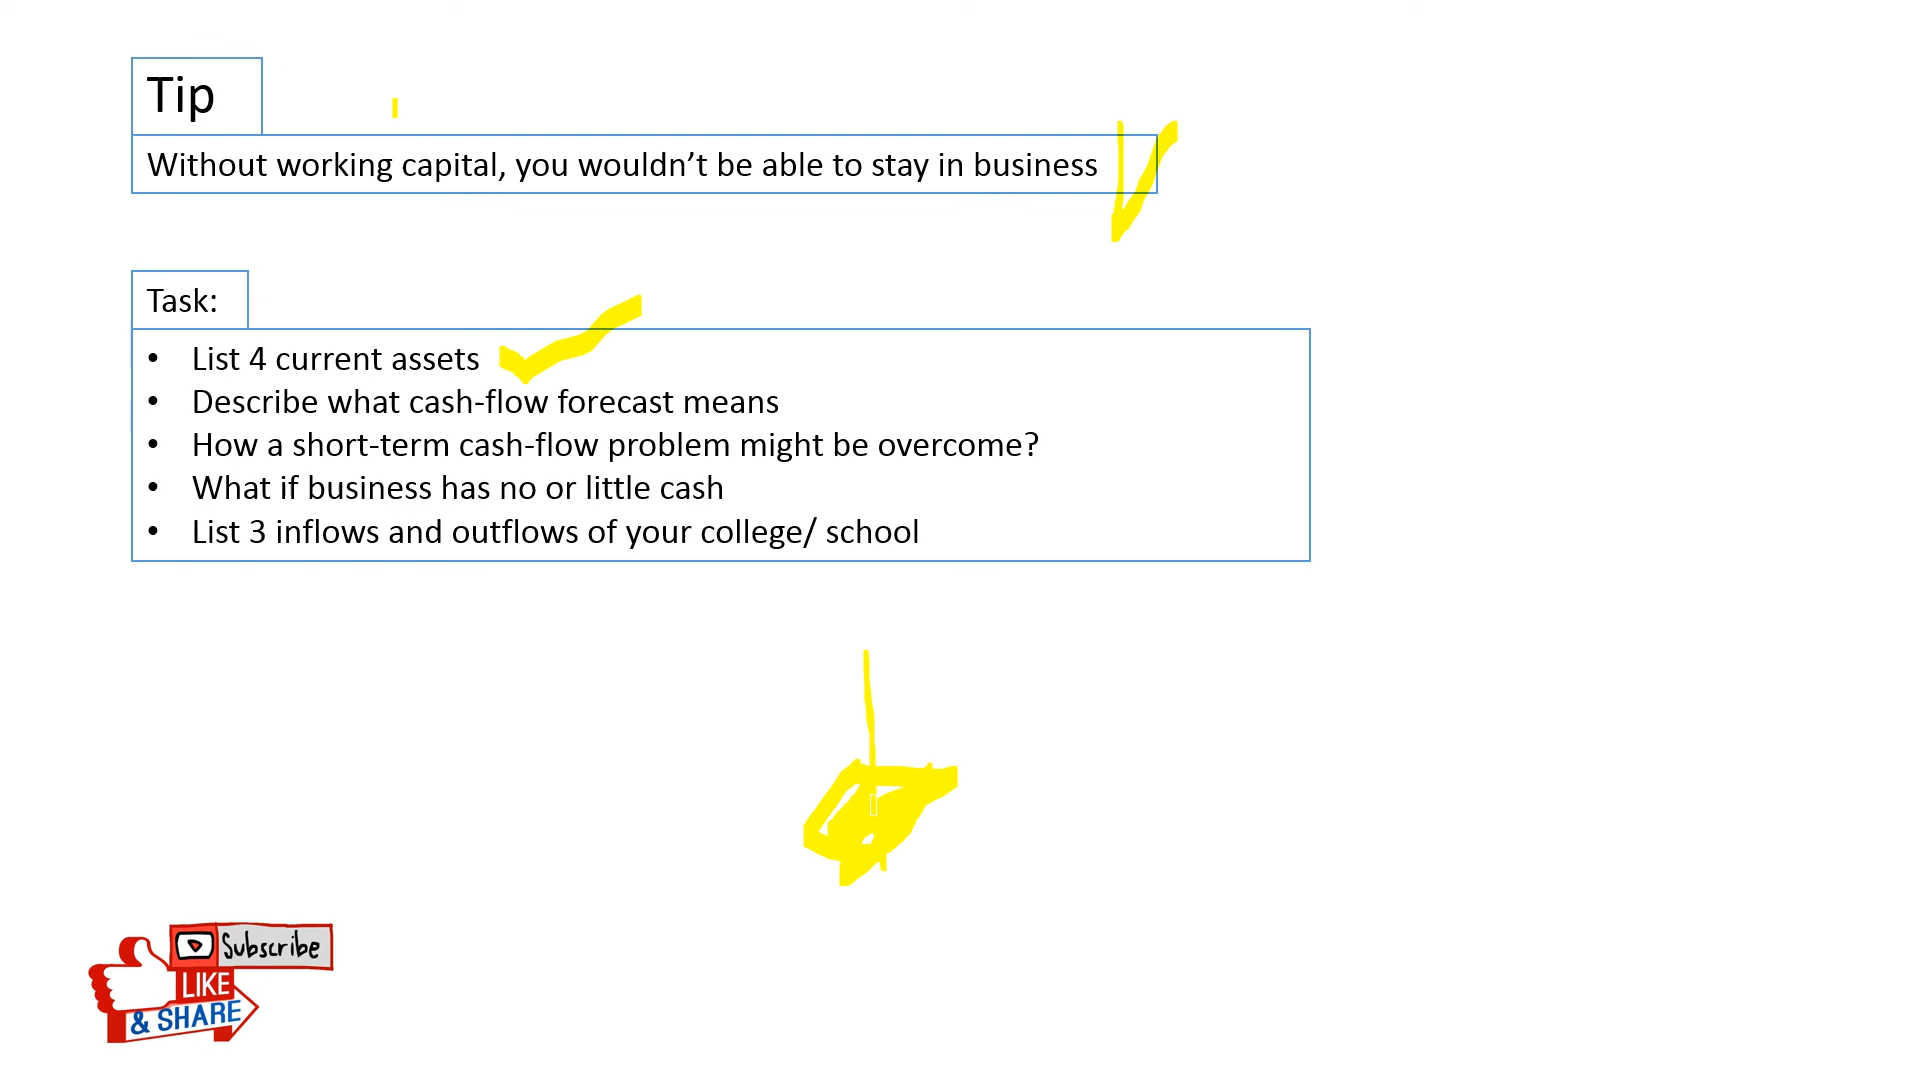 Tip
Without working capital, you wouldn’t be able to stay in business
Task:
• List 4 current assets
• Describe what cash-flow forecast means
• How a short-term cash-flow problem might be overcome?
• What if business has no or little cash
• List 3 inflows and outflows of your college/ school
Subscribe
LIKE
& SHARE